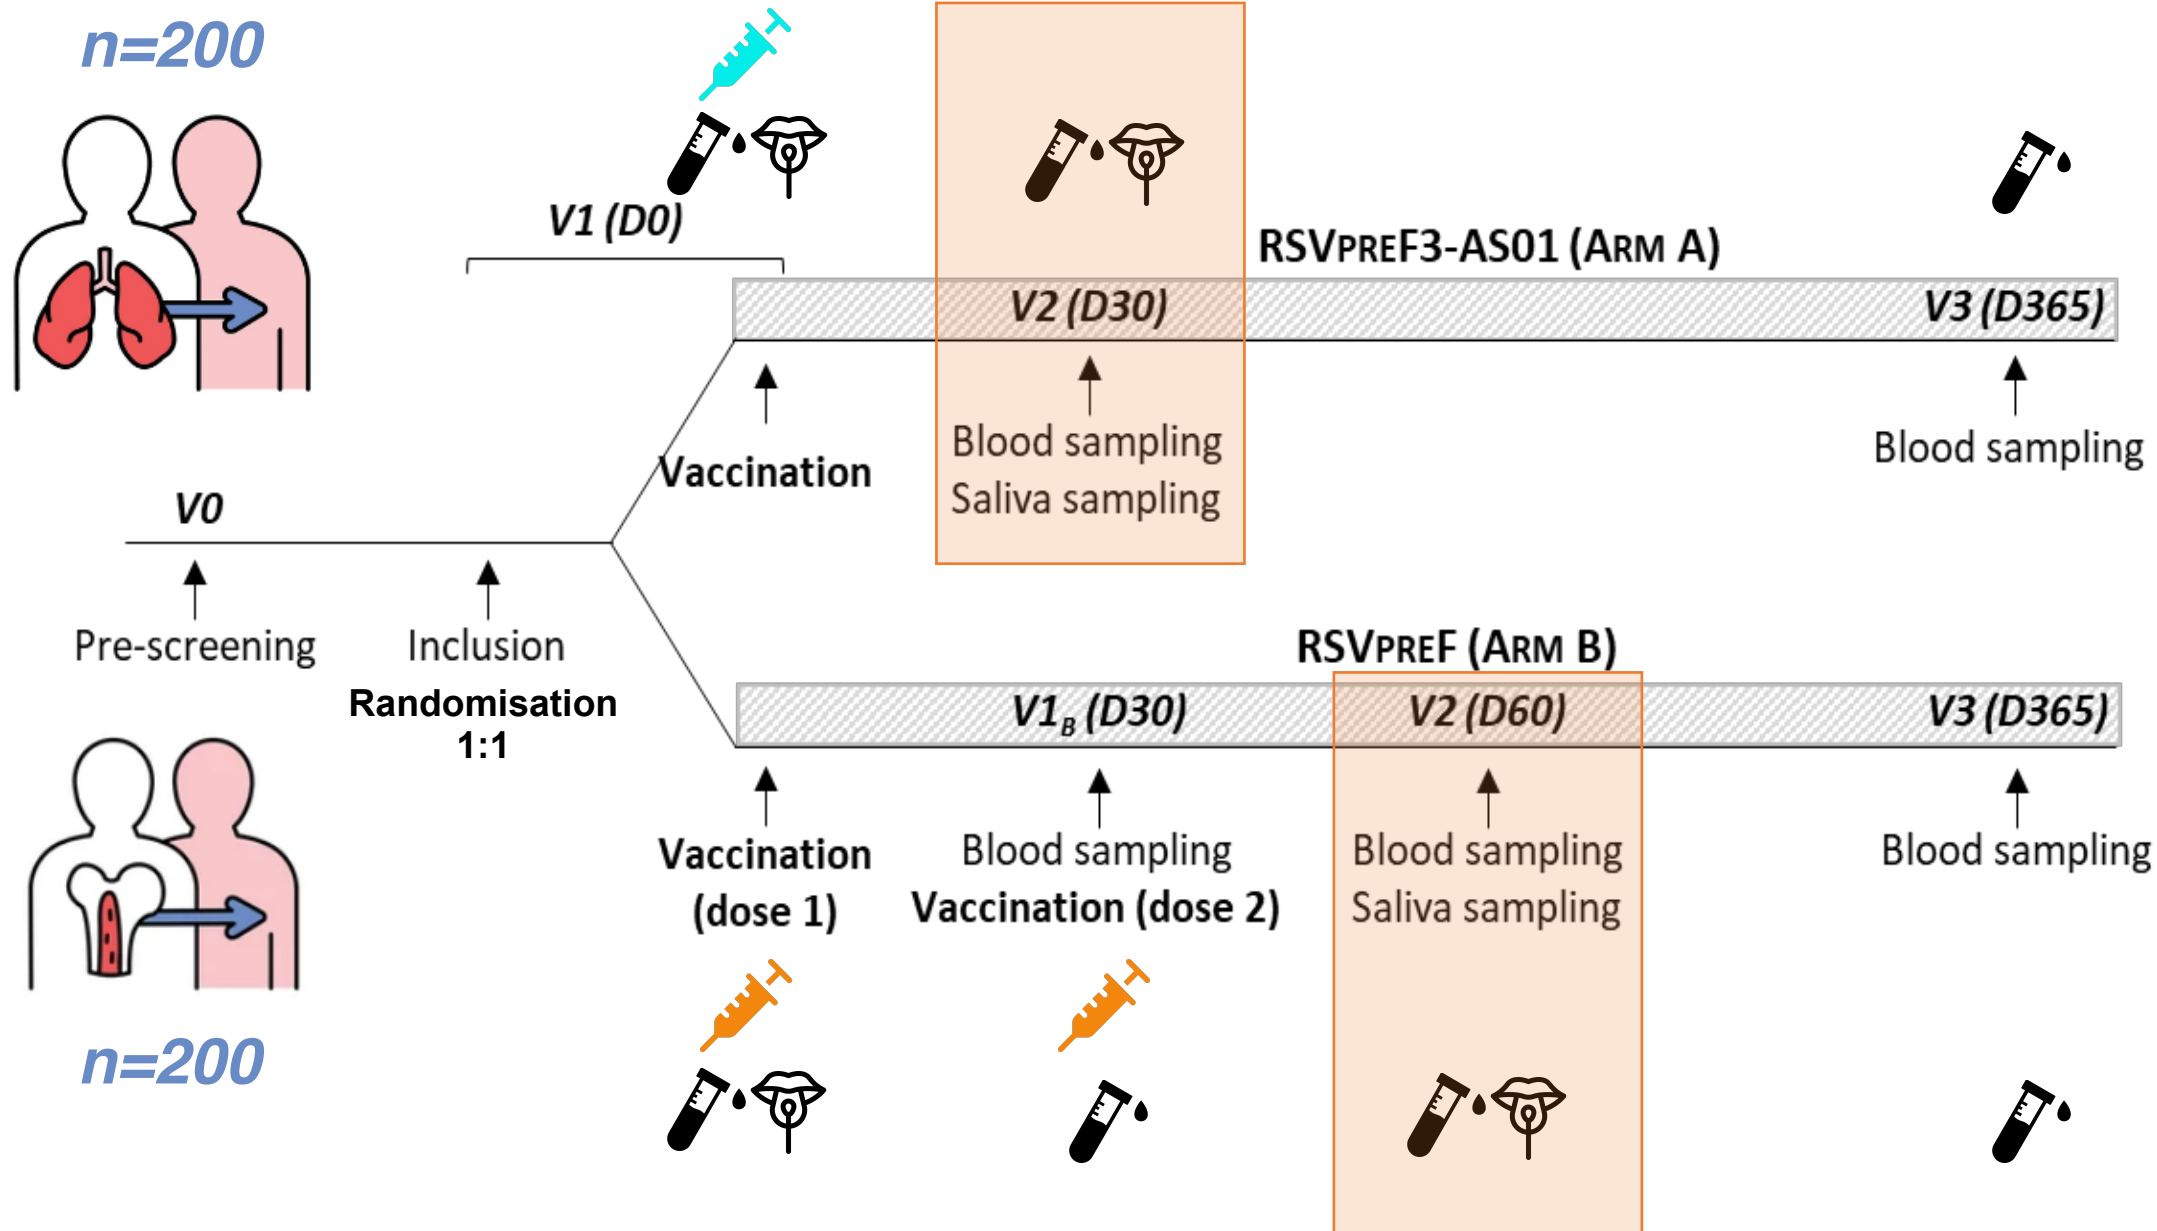 n=200
V1 (D0)
RSVPREF3-AS01 (ARM A)
V2 (D30)
V3 (D365)
Vaccination
Blood sampling
Saliva sampling
Blood sampling
V0
Pre-screening
Inclusion
Randomisation
1:1
RSVPREF (ARM B)
V1B (D30)
V2 (D60)
V3 (D365)
Vaccination
(dose 1)
Blood sampling
Vaccination (dose 2)
Blood sampling
Saliva sampling
Blood sampling
n=200